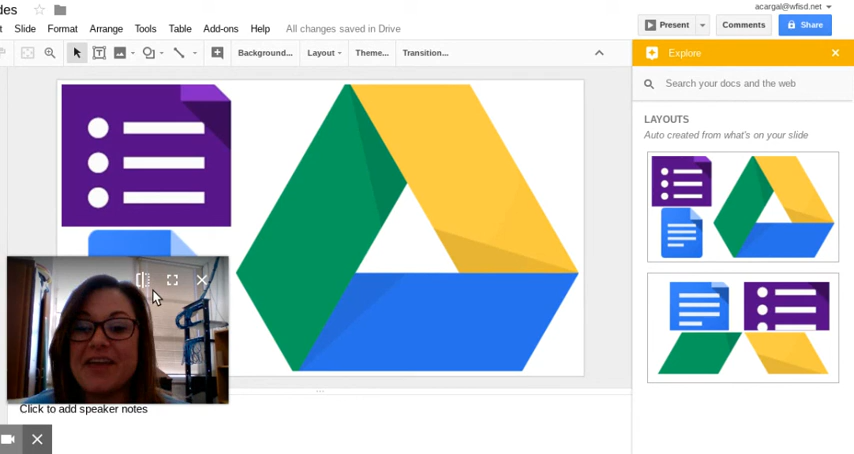 des
acargal@wfisd.net
t Slide Format Arrange Tools Table Add-ons Help All changes saved in Drive
Present Comments Share
Background... Layout Theme... Transition...
Explore
Search your docs and the web
LAYOUTS
Auto created from what's on your slide
Click to add speaker notes